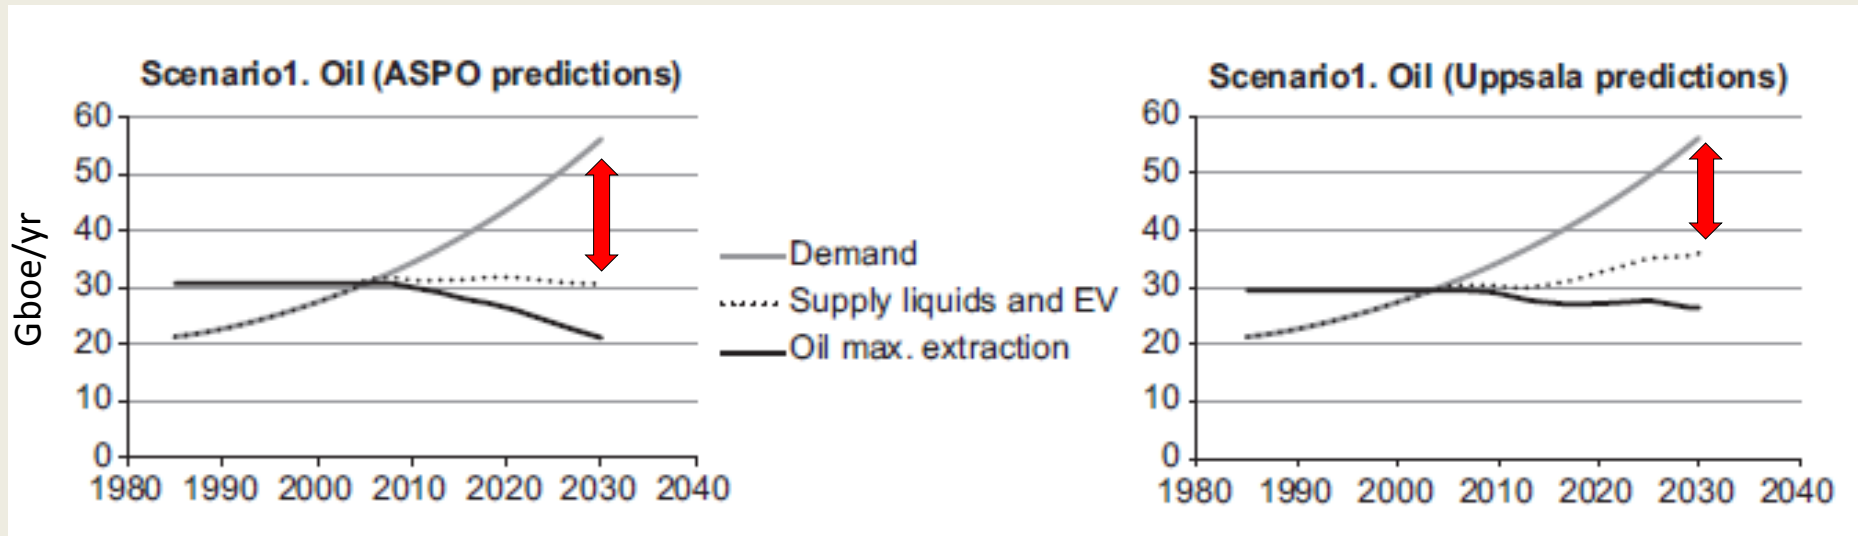 Scenario1. Oil (ASPO predictions)
60
50
40
30
20
10
0
1980 1990 2000 2010 2020 2030 2040
Gboe/yr
Demand
Supply liquids and EV
Oil max. extraction
Scenario1. Oil (Uppsala predictions)
60
50
40
30
20
10
0
1980 1990 2000 2010 2020 2030 2040